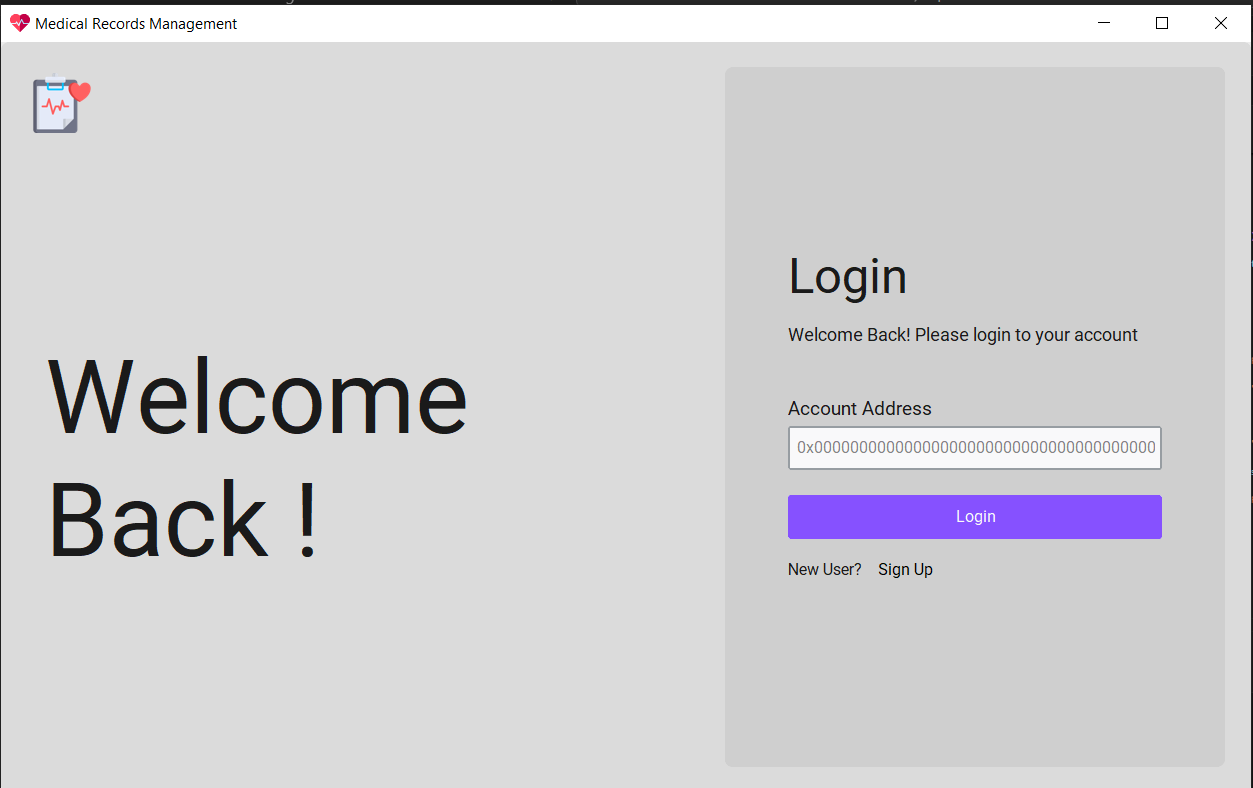 Medical Records Management
Welcome
Back !
Login
Welcome Back! Please login to your account
Account Address
0x0000000000000000000000000000000000000000
Login
New User? Sign Up